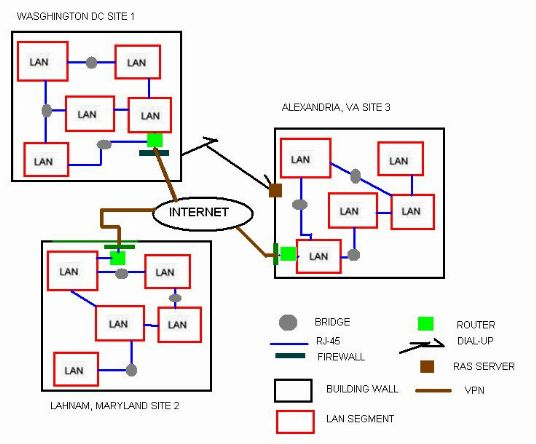 WASGHINGTON DC SITE 1
LAN
LAN
LAN
LAN
LAN
ALEXANDRIA, VA SITE 3
LAN
LAN
LAN
LAN
LAN
INTERNET
LAN
LAN
LAN
LAN
LAN
LAHNAM, MARYLAND SITE 2
BRIDGE
ROUTER
RJ-45
DIAL-UP
FIREWALL
RAS SERVER
BUILDING WALL
VPN
LAN SEGMENT